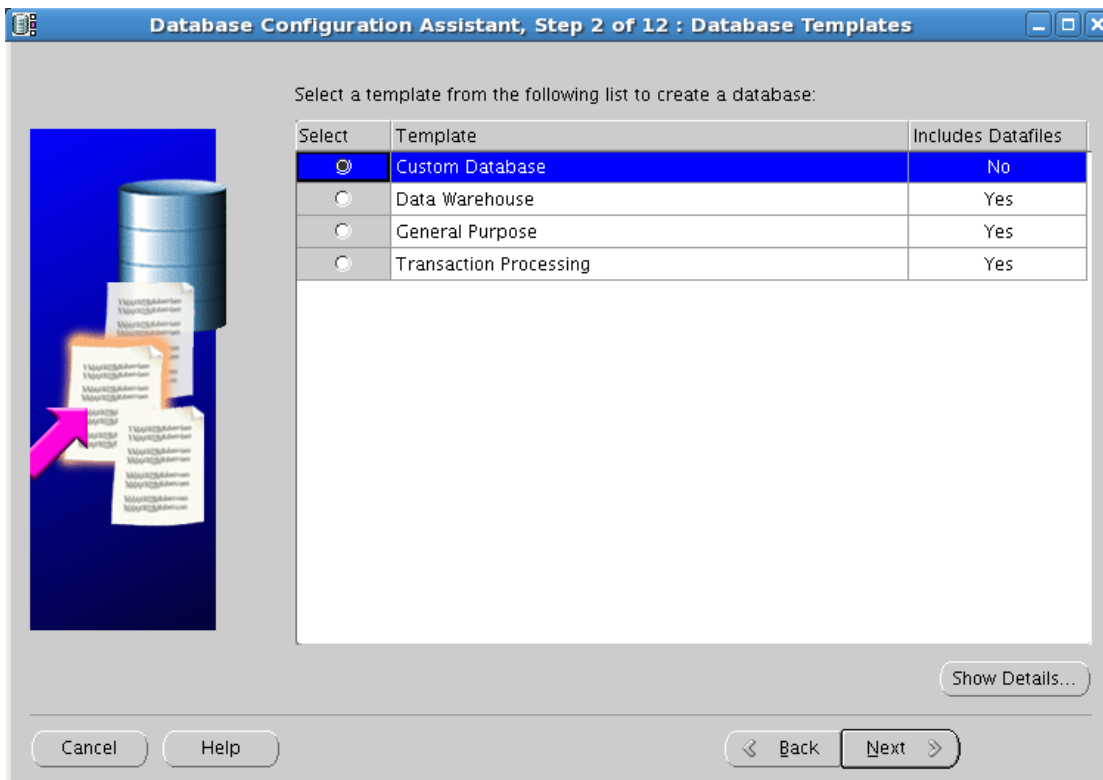 Database Configuration Assistant, Step 2 of 12 : Database Templates
Select a template from the following list to create a database:
Select Template Includes Datafiles
Custom Database No
Data Warehouse Yes
General Purpose Yes
Transaction Processing Yes
Show Details...
Cancel Help Back Next